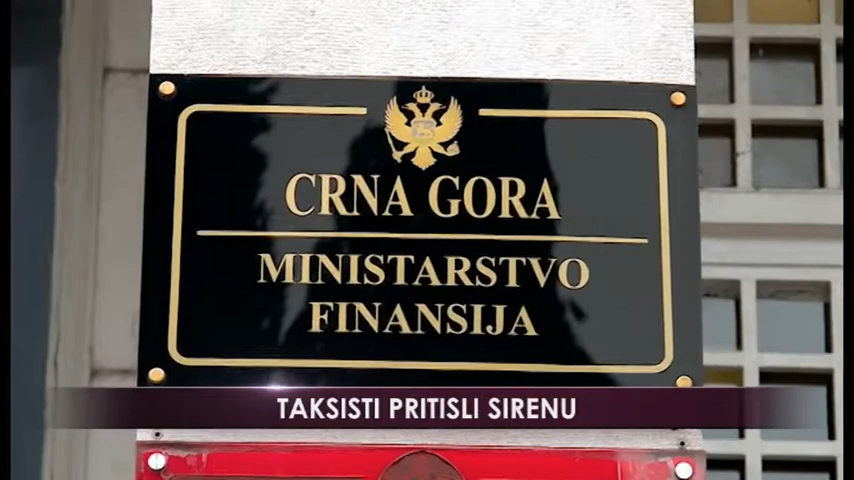 CRNA GORA
MINISTARSTVO
FINANSIJA
TAKSISTI PRITISLI SIRENU